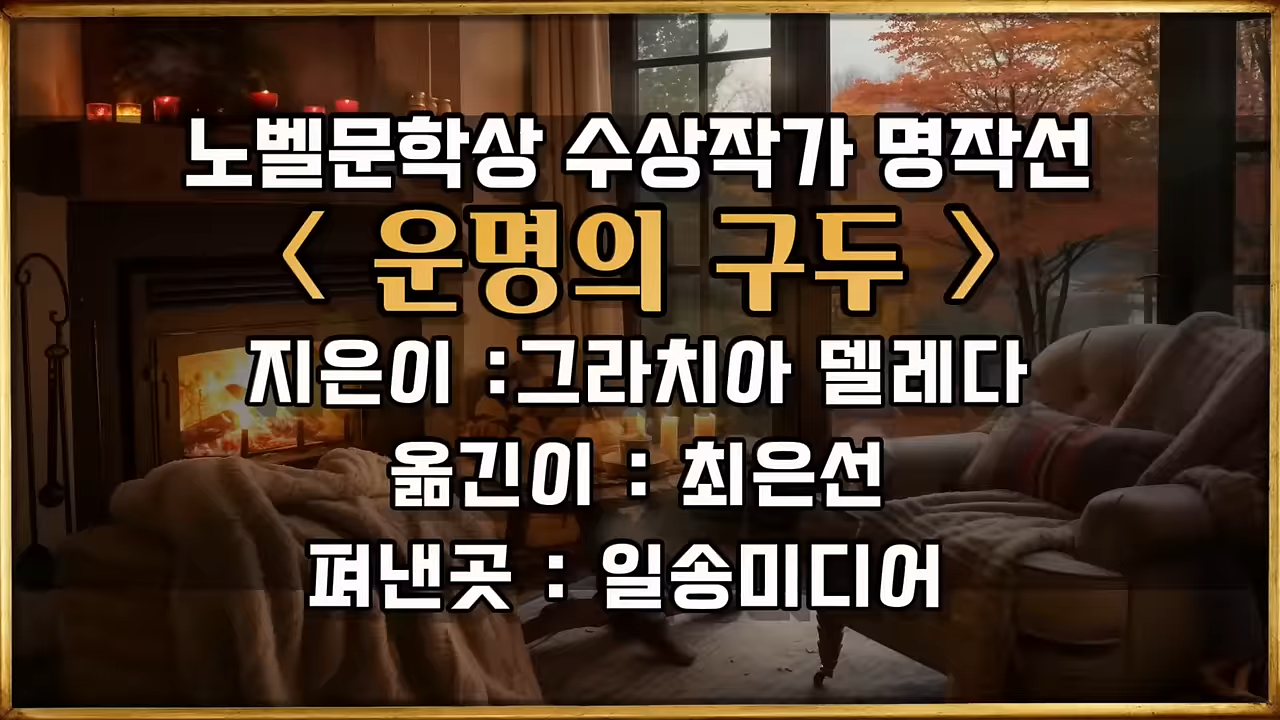 노벨문학상 수상작가 명작선
< 운명의 구두 >
지은이 :그라치아 델레다
옮긴이 : 최은선
펴낸곳 : 일송미디어